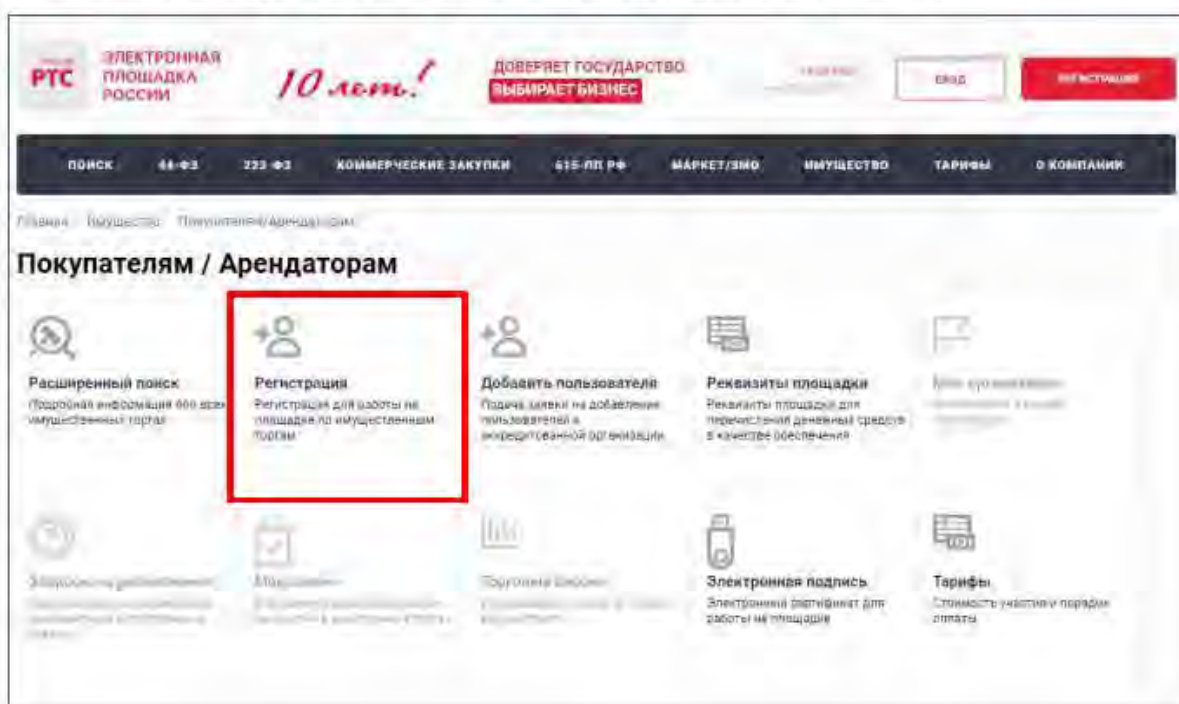 РТС
ЭЛЕКТРОННАЯ
ПЛОЩАДКА
РОССИИ
10 лет!
ДОВЕРЯЕТ ГОСУДАРСТВО
ВЫБИРАЕТ БИЗНЕС
ВХОД
РЕГИСТРАЦИЯ
ПОИСК 44-ФЗ 223-ФЗ КОММЕРЧЕСКИЕ ЗАКУПКИ 615-ПП РФ МАРКЕТ/ЗМО ИМУЩЕСТВО ТАРИФЫ О КОМПАНИИ
Главная Имущество Покупателям/Арендаторам
Покупателям / Арендаторам
Расширенный поиск
Подробная информация обо всех
имущественных торгах
Регистрация
Регистрация для работы на
площадке по имущественным
торгам
Добавить пользователя
Подача заявки на добавление
пользователей к
аккредитованной организации
Реквизиты площадки
Реквизиты площадки для
перечисления денежных средств
в качестве обеспечения
Электронная подпись
Электронный сертификат для
работы на площадке
Тарифы
Стоимость участия и порядок
оплаты